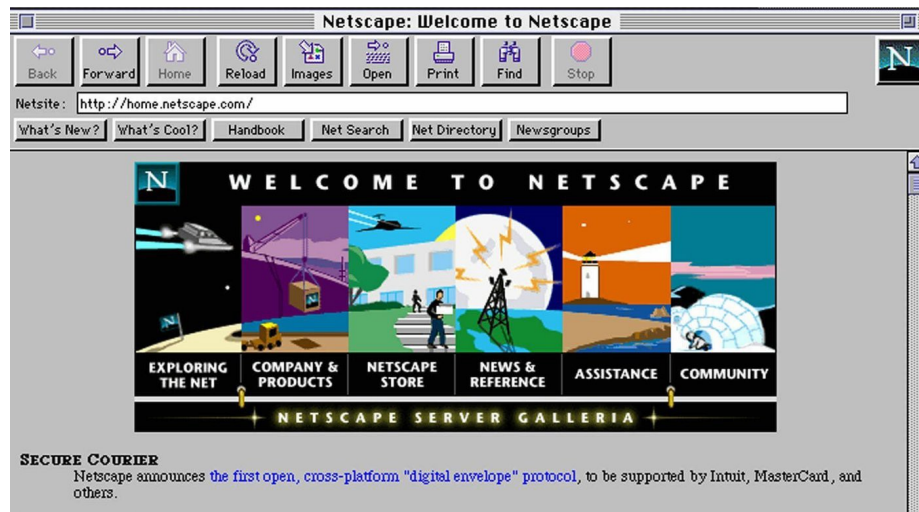 Netscape: Welcome to Netscape
Back Forward Home Reload Images Open Print Find Stop
N
Netsite: http://home.netscape.com/
What's New? What's Cool? Handbook Net Search Net Directory Newsgroups
N WELCOME TO NETSCAPE
N
N
EXPLORING THE NET
COMPANY & PRODUCTS
NETSCAPE STORE
NEWS & REFERENCE
ASSISTANCE
COMMUNITY
NETSCAPE SERVER GALLERIA
SECURE COURIER
Netscape announces the first open, cross-platform "digital envelope" protocol, to be supported by Intuit, MasterCard, and
others.